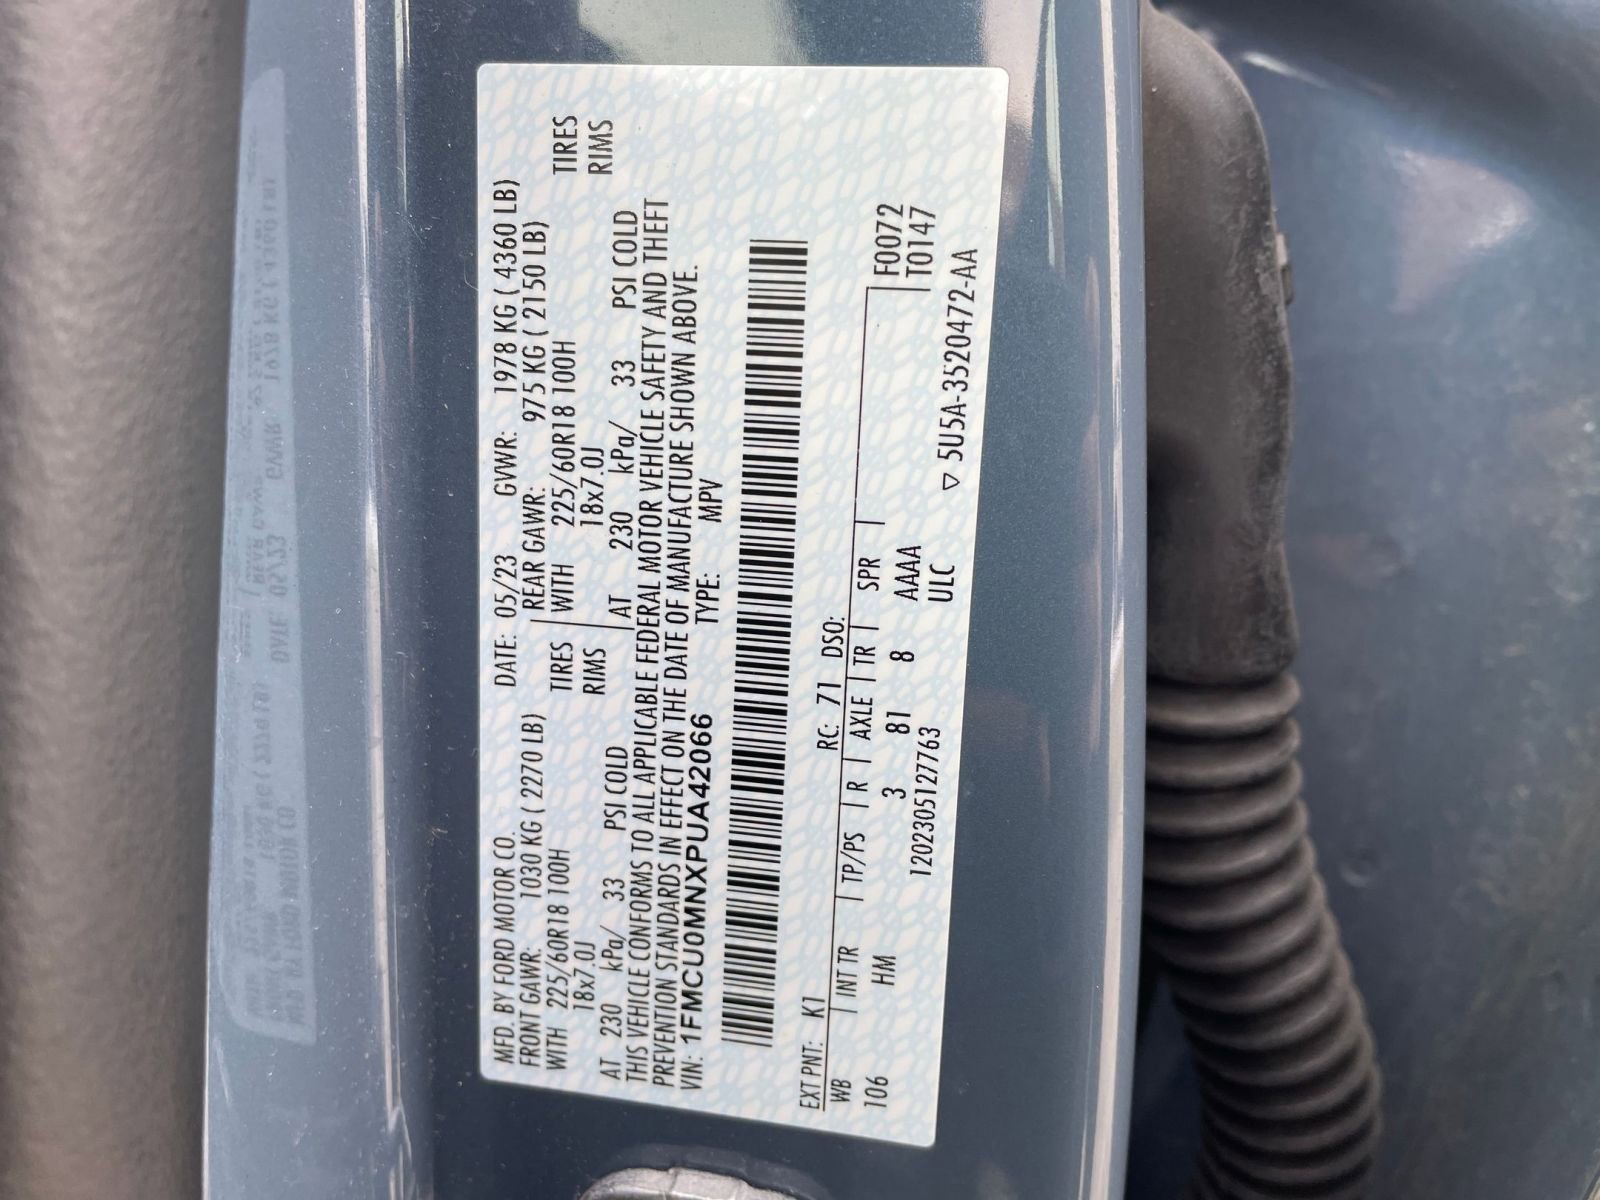 MFD. BY FORD MOTOR CO. DATE: 05/23 GVWR: 1978 KG ( 4360 LB)
FRONT GAWR: 1030 KG ( 2270 LB) REAR GAWR: 975 KG ( 2150 LB)
WITH 225/60R18 100H TIRES WITH 225/60R18 100H TIRES
18x7.0J RIMS 18x7.0J RIMS
AT 230 kPa/ 33 PSI COLD AT 230 kPa/ 33 PSI COLD
THIS VEHICLE CONFORMS TO ALL APPLICABLE FEDERAL MOTOR VEHICLE SAFETY AND THEFT
PREVENTION STANDARDS IN EFFECT ON THE DATE OF MANUFACTURE SHOWN ABOVE.
VIN: 1FMCU0MNXPUA42066 TYPE: MPV
EXT PNT: K1 RC: 71 DSO:
WB INT TR TP/PS R AXLE TR SPR F0072
106 HM 3 81 8 AAAA T0147
1202305127763 ULC ▽ 5U5A-3520472-AA